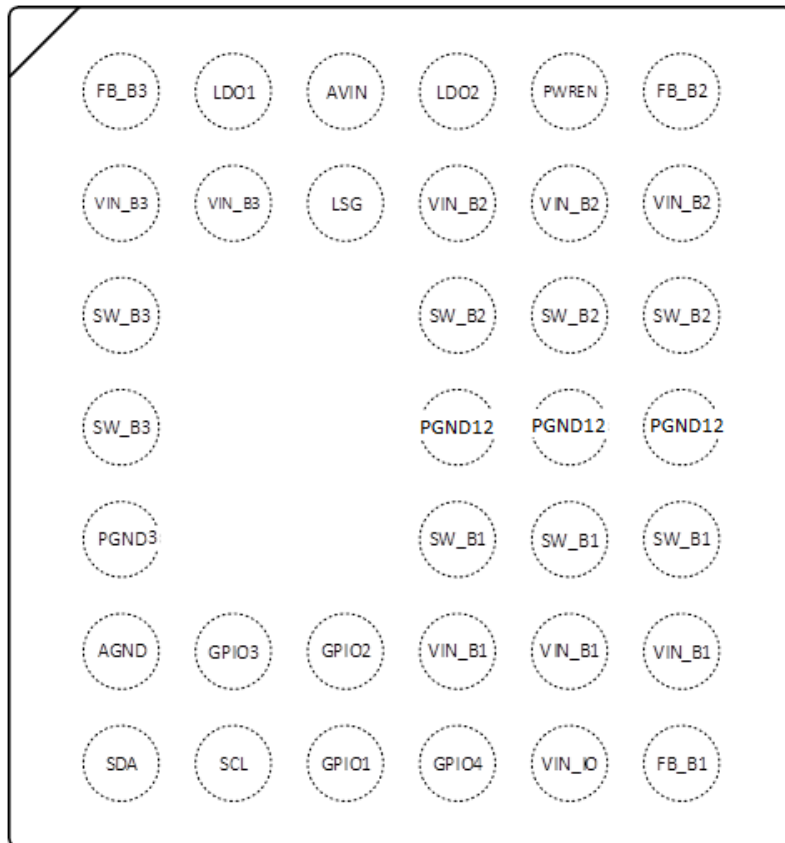 FB_B3 LDO1 AVIN LDO2 PWREN FB_B2
VIN_B3 VIN_B3 LSG VIN_B2 VIN_B2 VIN_B2
SW_B3 SW_B2 SW_B2 SW_B2
SW_B3 PGND12 PGND12 PGND12
PGND3 SW_B1 SW_B1 SW_B1
AGND GPIO3 GPIO2 VIN_B1 VIN_B1 VIN_B1
SDA SCL GPIO1 GPIO4 VIN_IO FB_B1